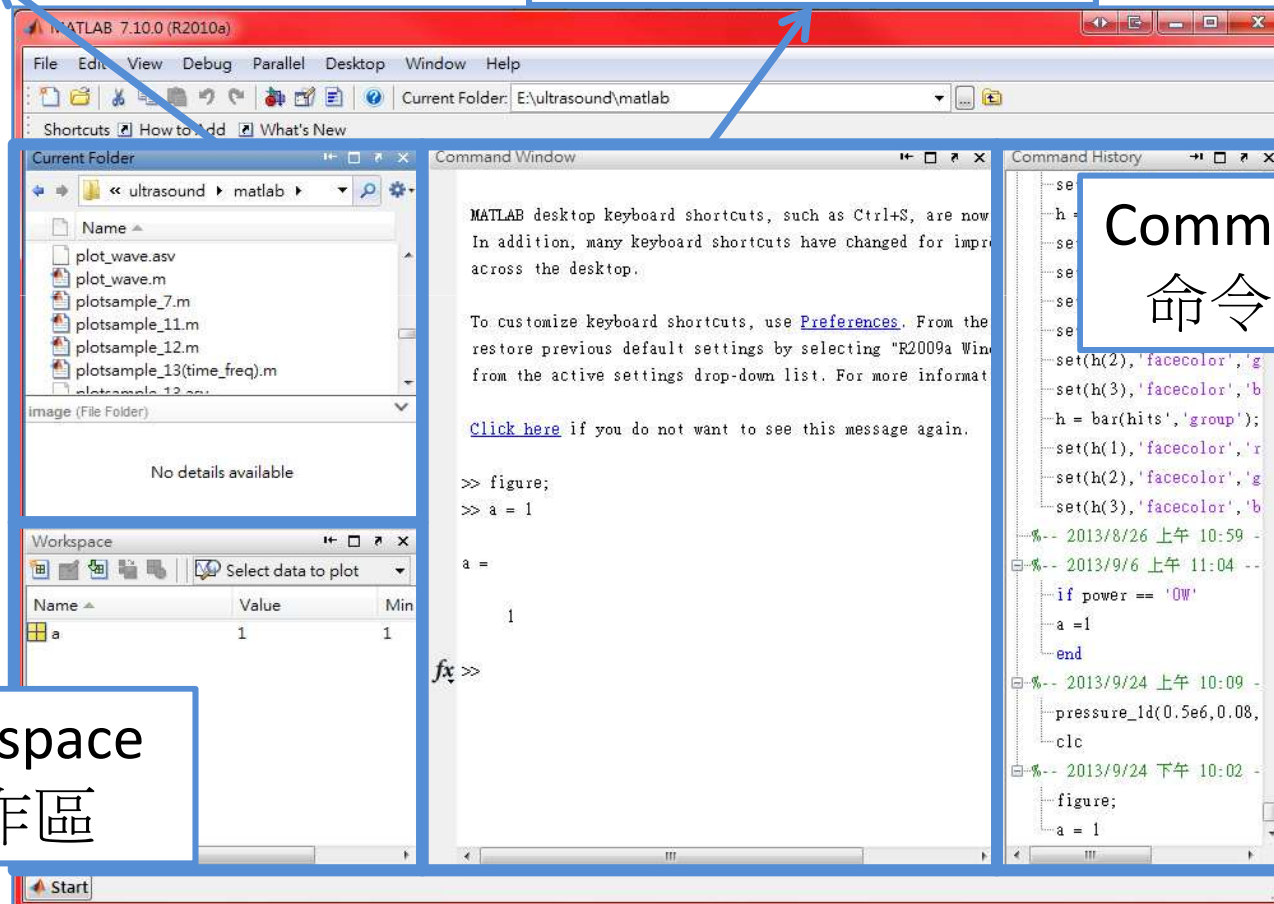 MATLAB 7.10.0 (R2010a)
File Edit View Debug Parallel Desktop Window Help
Current Folder: E:\ultrasound\matlab
Shortcuts How to Add What's New
Current Folder
« ultrasound matlab
Name
plot_wave.asv
plot_wave.m
plotsample_7.m
plotsample_11.m
plotsample_12.m
plotsample_13(time_freq).m
plotsample_13.asv
image (File Folder)
No details available
Workspace
Select data to plot
Name Value Min
a 1 1
space
作區
Command Window
MATLAB desktop keyboard shortcuts, such as Ctrl+S, are now
In addition, many keyboard shortcuts have changed for impr
across the desktop.
To customize keyboard shortcuts, use Preferences. From the
restore previous default settings by selecting "R2009a Win
from the active settings drop-down list. For more informat
Click here if you do not want to see this message again.
>> figure;
>> a = 1
a =
1
fx >>
Command History
se
h =
se
se
se
se
Comm
命令
set(h(2),'facecolor','g
set(h(3),'facecolor','b
h = bar(hits','group');
set(h(1),'facecolor','r
set(h(2),'facecolor','g
set(h(3),'facecolor','b
%-- 2013/8/26 上午 10:59 -
%-- 2013/9/6 上午 11:04 --
if power == '0W'
a =1
end
%-- 2013/9/24 上午 10:09 -
pressure_1d(0.5e6,0.08,
clc
%-- 2013/9/24 下午 10:02 -
figure;
a = 1
Start